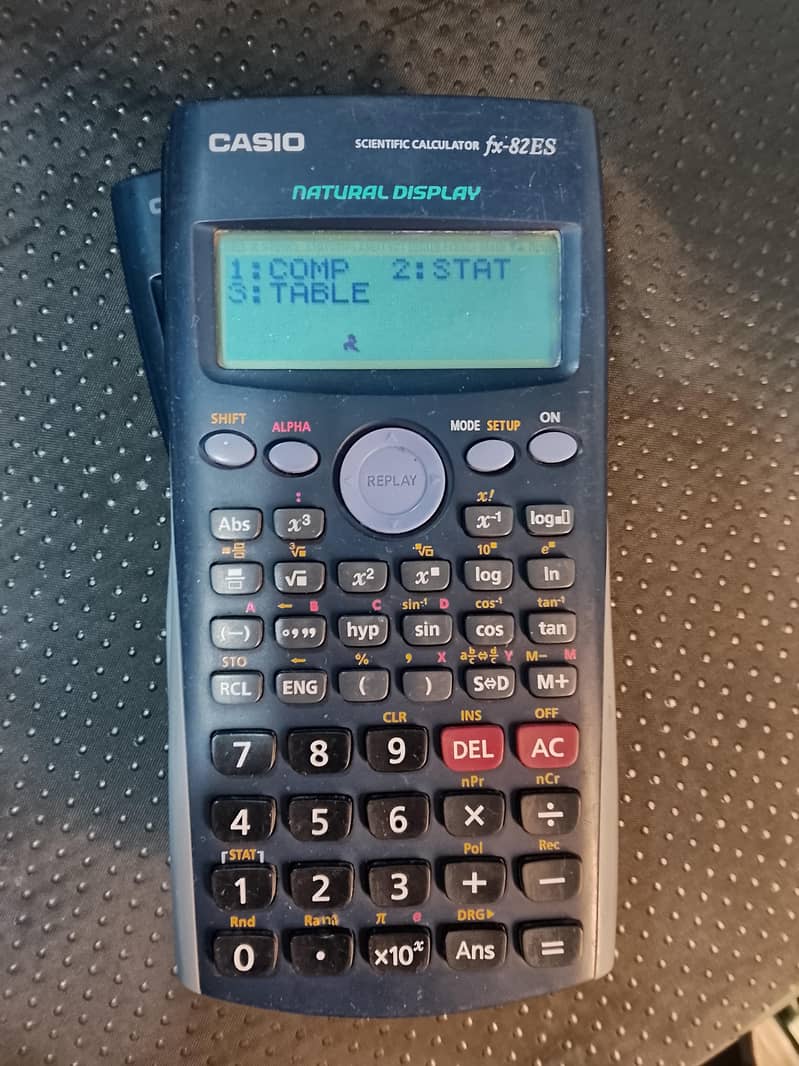 CASIO SCIENTIFIC CALCULATOR fx-82ES
NATURAL DISPLAY
1:COMP 2:STAT
3:TABLE
SHIFT ALPHA MODE SETUP ON
REPLAY
: x!
Abs x³ x⁻¹ log
³√ 10 e
√ x² x log ln
A ← B C sin⁻¹ D cos⁻¹ tan⁻¹
(−) °,,, hyp sin cos tan
STO ← % , X a b/c⇔d/c Y M− M
RCL ENG ( ) S⇔D M+
CLR INS OFF
7 8 9 DEL AC
nPr nCr
4 5 6 × ÷
STAT Pol Rec
1 2 3 + −
Rnd Ran# π e DRG▶
0 . ×10ˣ Ans =